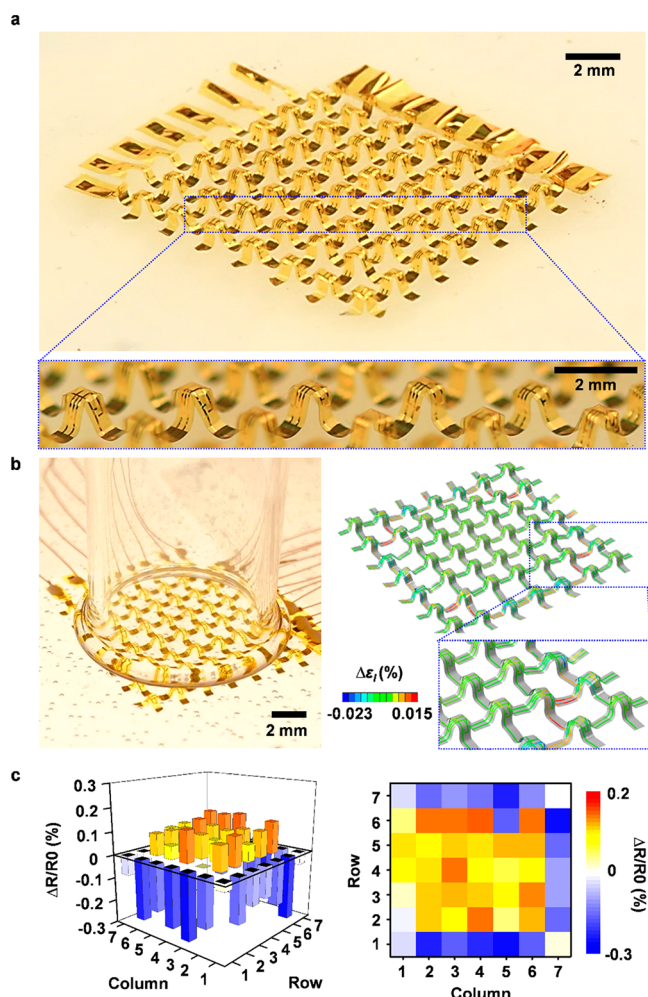 a
2 mm
2 mm
b
2 mm
Δεl(%)
-0.023 0.015
c
0.3
0.2
0.1
0
-0.1
-0.2
-0.3
ΔR/R0 (%)
7 6 5 4 3 2 1
Column
1 2 3 4 5 6 7
Row
7
6
5
4
3
2
1
Row
1 2 3 4 5 6 7
Column
0.2
0
-0.3
ΔR/R0 (%)